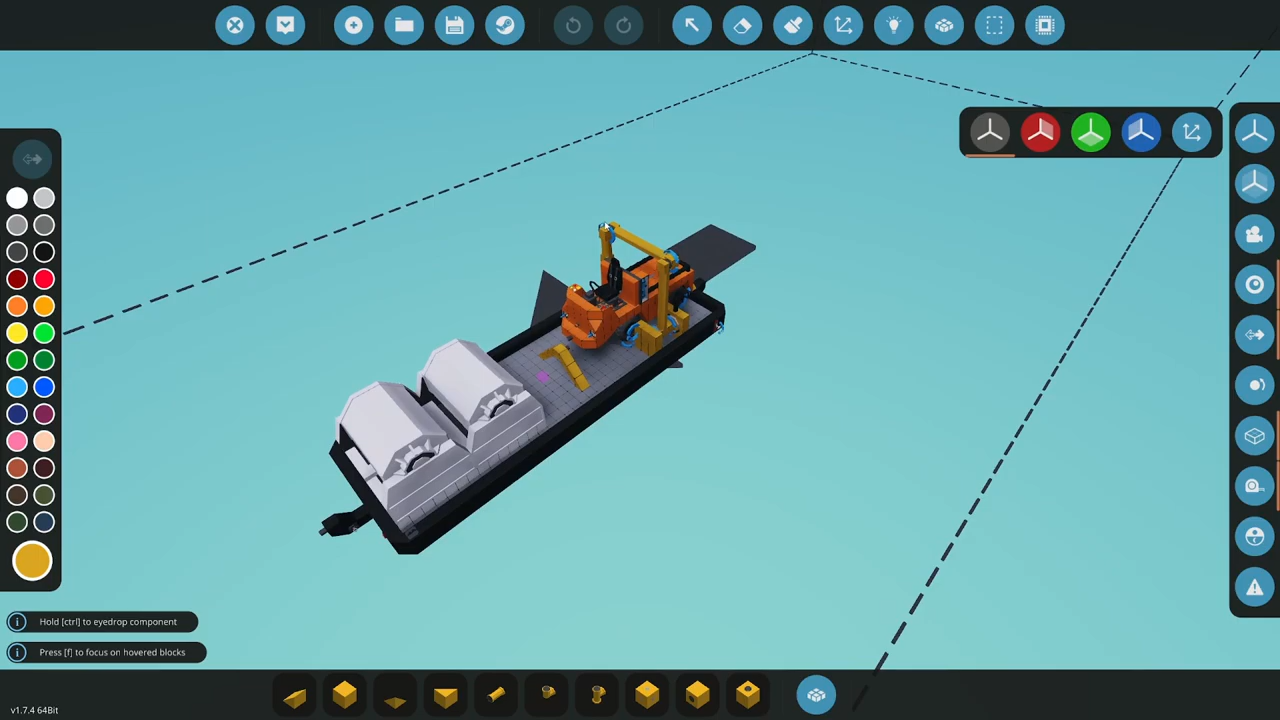 Hold [ctrl] to eyedrop component
Press [f] to focus on hovered blocks
v1.7.4 64Bit